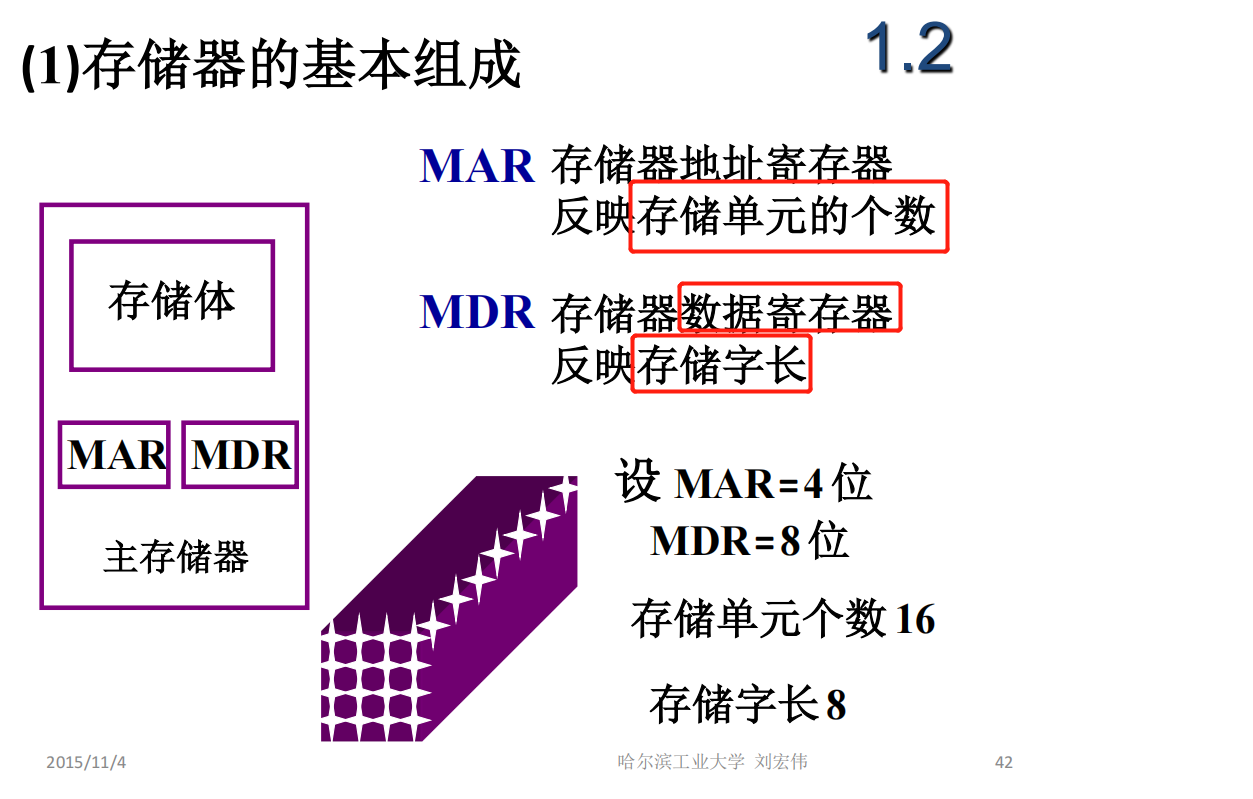 (1)存储器的基本组成
1.2
MAR 存储器地址寄存器
反映存储单元的个数
MDR 存储器数据寄存器
反映存储字长
存储体
MAR MDR
主存储器
设 MAR=4 位
MDR=8 位
存储单元个数 16
存储字长 8
2015/11/4
哈尔滨工业大学 刘宏伟
42